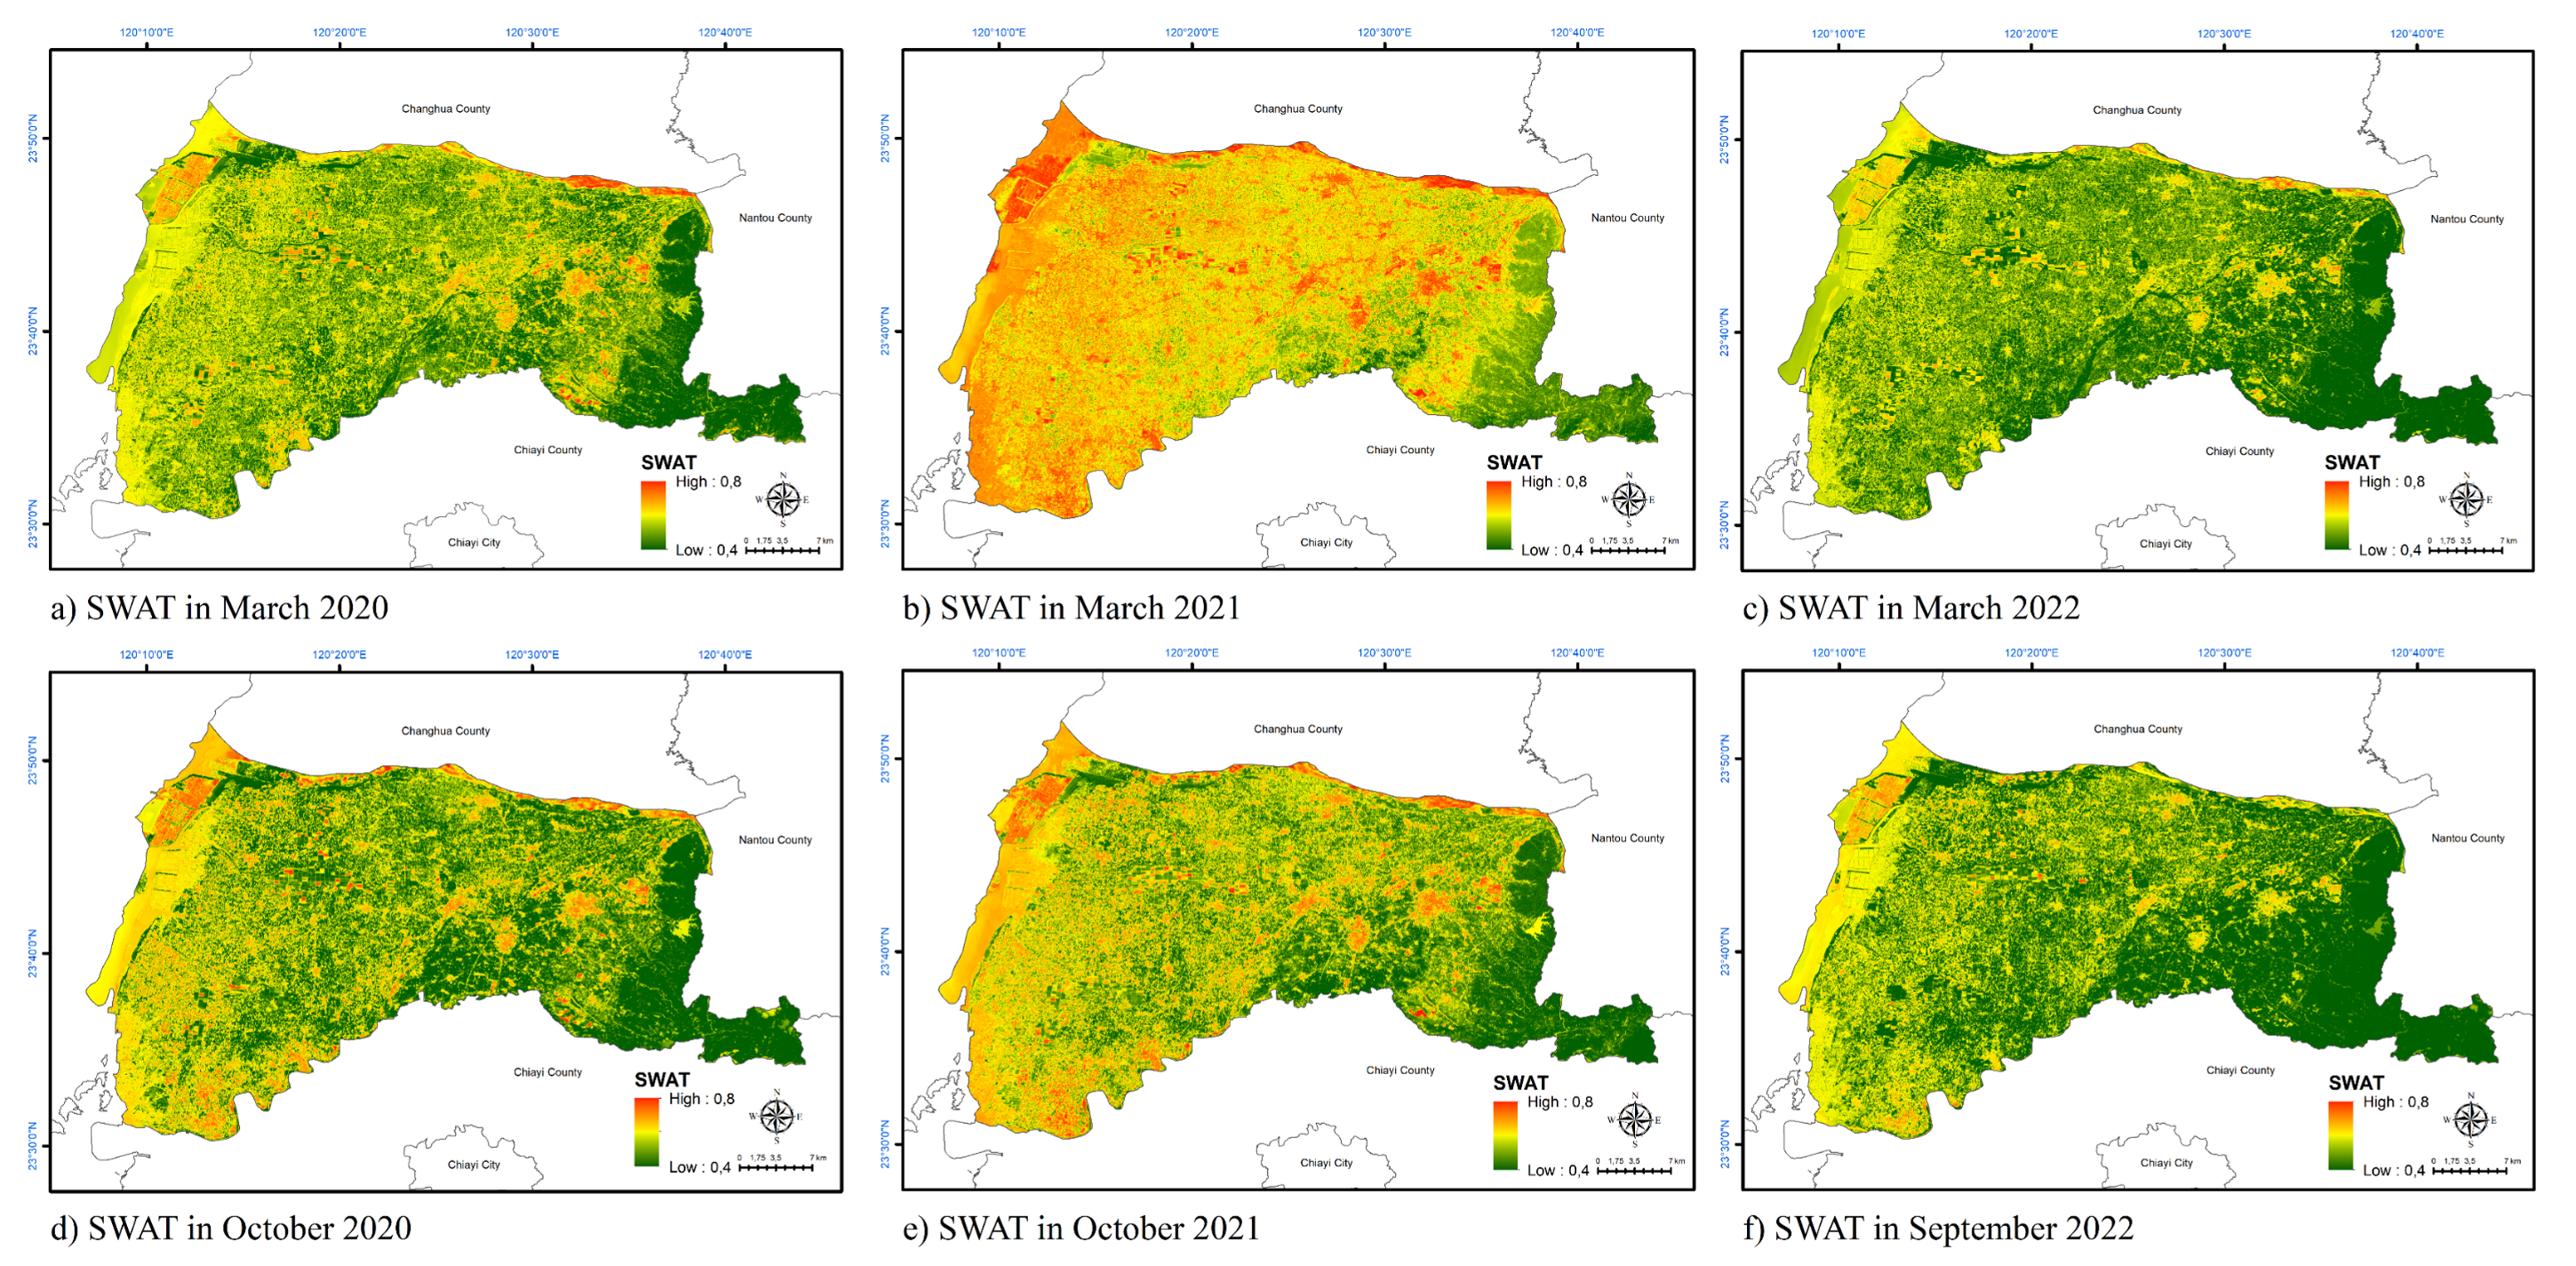 120°10'0"E 120°20'0"E 120°30'0"E 120°40'0"E
23°50'0"N
23°40'0"N
23°30'0"N
Changhua County
Nantou County
Chiayi County
Chiayi City
SWAT
High : 0,8
Low : 0,4
N
W E
S
0 1,75 3,5 7 km
a) SWAT in March 2020
120°10'0"E 120°20'0"E 120°30'0"E 120°40'0"E
23°50'0"N
23°40'0"N
23°30'0"N
Changhua County
Nantou County
Chiayi County
Chiayi City
SWAT
High : 0,8
Low : 0,4
N
W E
S
0 1,75 3,5 7 km
b) SWAT in March 2021
120°10'0"E 120°20'0"E 120°30'0"E 120°40'0"E
23°50'0"N
23°40'0"N
23°30'0"N
Changhua County
Nantou County
Chiayi County
Chiayi City
SWAT
High : 0,8
Low : 0,4
N
W E
S
0 1,75 3,5 7 km
c) SWAT in March 2022
120°10'0"E 120°20'0"E 120°30'0"E 120°40'0"E
23°50'0"N
23°40'0"N
23°30'0"N
Changhua County
Nantou County
Chiayi County
Chiayi City
SWAT
High : 0,8
Low : 0,4
N
W E
S
0 1,75 3,5 7 km
d) SWAT in October 2020
120°10'0"E 120°20'0"E 120°30'0"E 120°40'0"E
23°50'0"N
23°40'0"N
23°30'0"N
Changhua County
Nantou County
Chiayi County
Chiayi City
SWAT
High : 0,8
Low : 0,4
N
W E
S
0 1,75 3,5 7 km
e) SWAT in October 2021
120°10'0"E 120°20'0"E 120°30'0"E 120°40'0"E
23°50'0"N
23°40'0"N
23°30'0"N
Changhua County
Nantou County
Chiayi County
Chiayi City
SWAT
High : 0,8
Low : 0,4
N
W E
S
0 1,75 3,5 7 km
f) SWAT in September 2022